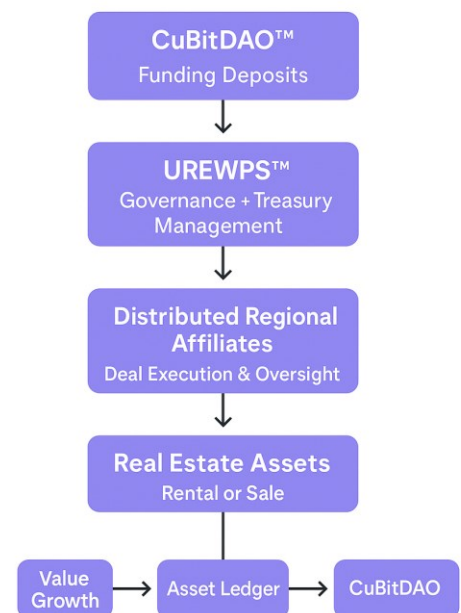 CuBitDAO™
Funding Deposits
UREWPS™
Governance + Treasury
Management
Distributed Regional
Affiliates
Deal Execution & Oversight
Real Estate Assets
Rental or Sale
Value
Growth
Asset Ledger
CuBitDAO